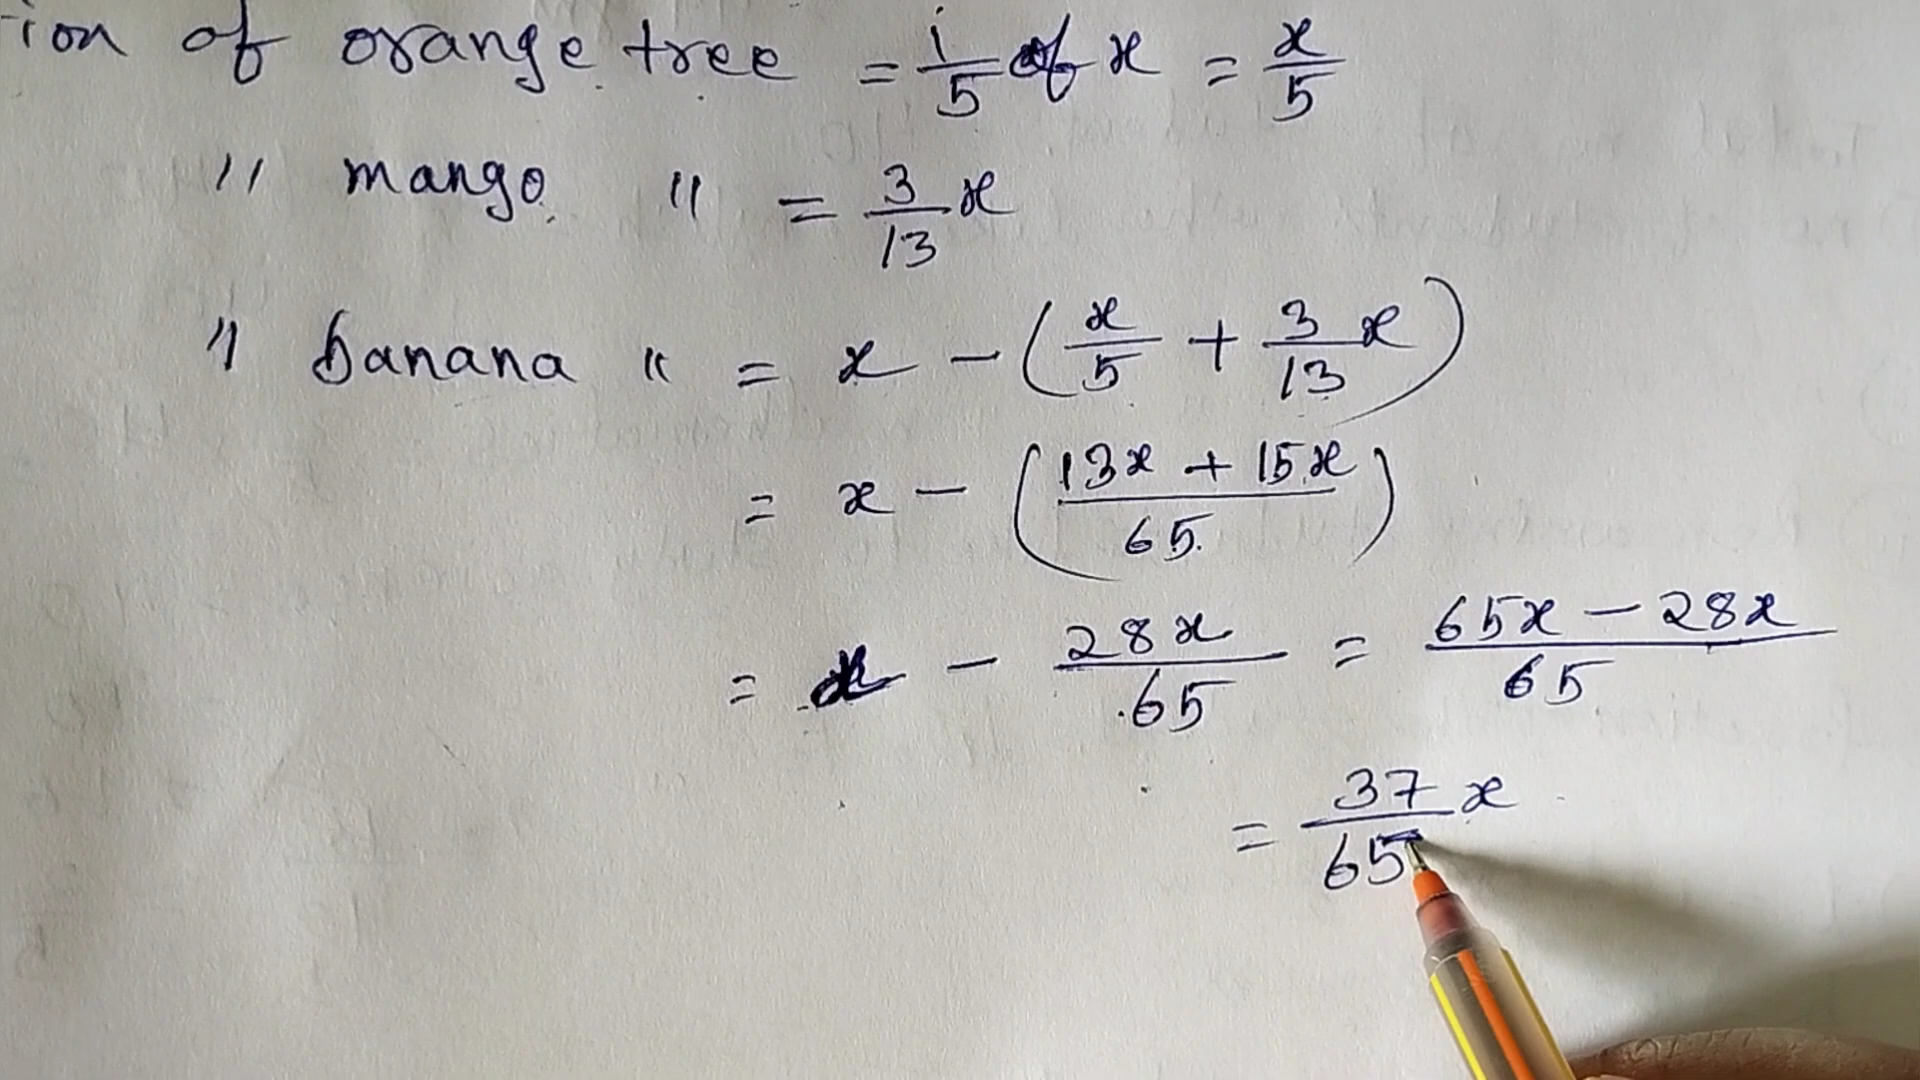 ion of orange tree = 1/5 of x = x/5
" mango " = 3/13 x
" banana " = x - (x/5 + 3/13 x)
= x - (13x + 15x / 65)
= x - 28x/65 = 65x - 28x / 65
= 37/65 x